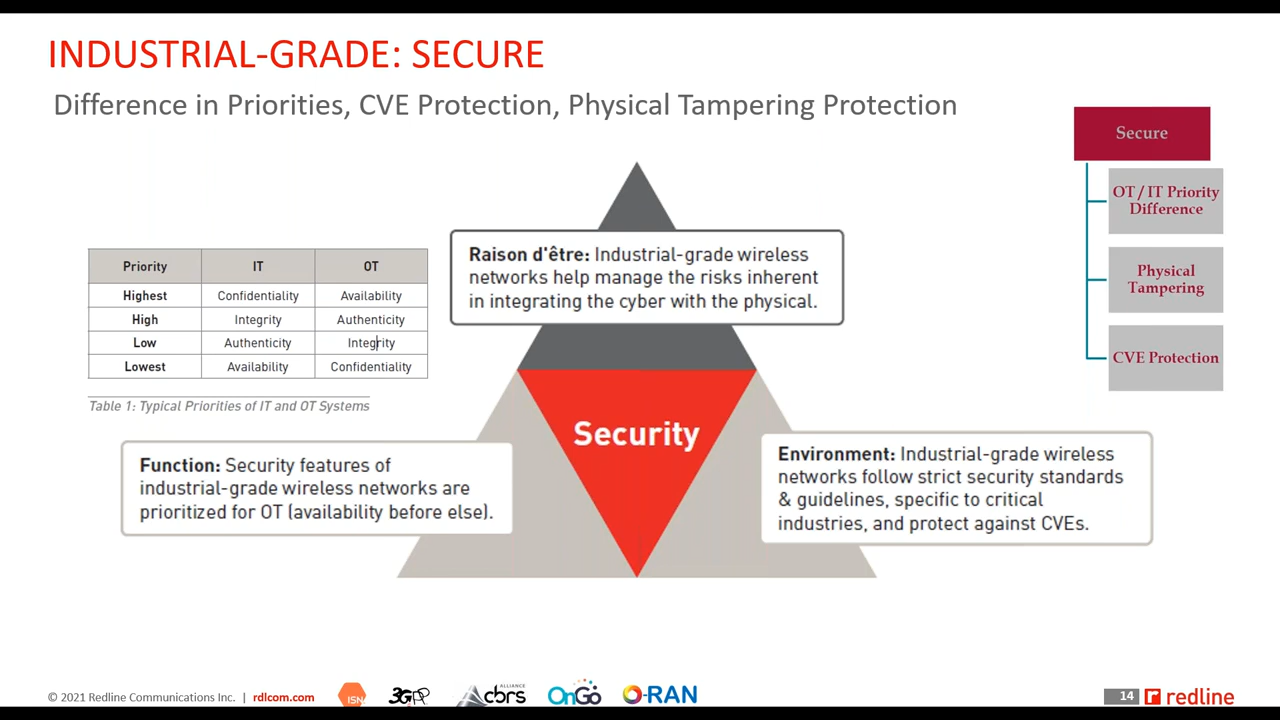 INDUSTRIAL-GRADE: SECURE
Difference in Priorities, CVE Protection, Physical Tampering Protection
Secure
OT / IT Priority
Difference
Physical
Tampering
CVE Protection
Priority IT OT
Highest Confidentiality Availability
High Integrity Authenticity
Low Authenticity Integrity
Lowest Availability Confidentiality
Table 1: Typical Priorities of IT and OT Systems
Raison d'être: Industrial-grade wireless
networks help manage the risks inherent
in integrating the cyber with the physical.
Security
Function: Security features of
industrial-grade wireless networks are
prioritized for OT (availability before else).
Environment: Industrial-grade wireless
networks follow strict security standards
& guidelines, specific to critical
industries, and protect against CVEs.
© 2021 Redline Communications Inc. | rdlcom.com
ISN
3GPP
cbrs ALLIANCE
OnGo
O-RAN
14
redline